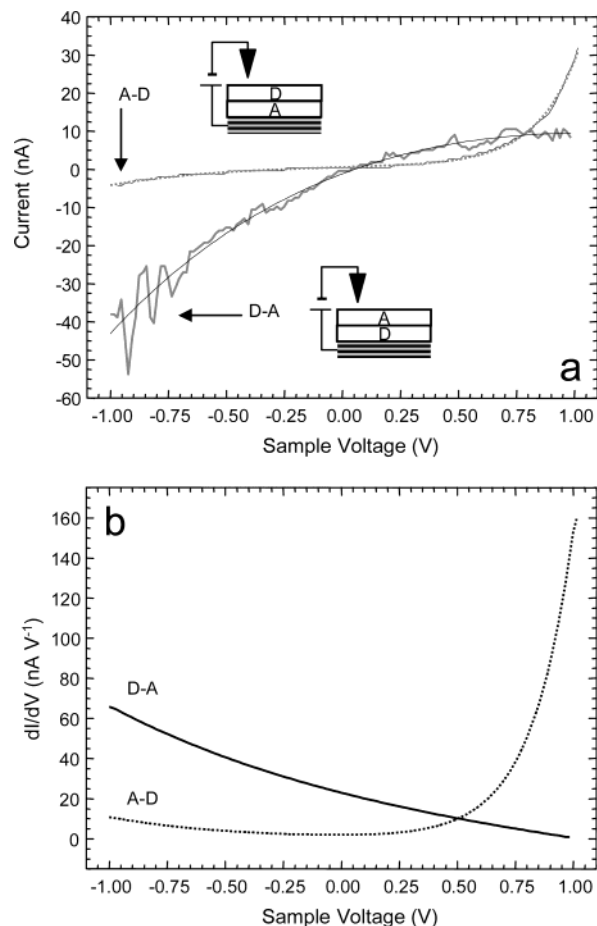 40
30
20
10
0
-10
-20
-30
-40
-50
-60
Current (nA)
A-D
D
A
D-A
A
D
a
-1.00 -0.75 -0.50 -0.25 0.00 0.25 0.50 0.75 1.00
Sample Voltage (V)
b
160
140
120
100
80
60
40
20
0
dI/dV (nA V⁻¹)
D-A
A-D
-1.00 -0.75 -0.50 -0.25 0.00 0.25 0.50 0.75 1.00
Sample Voltage (V)